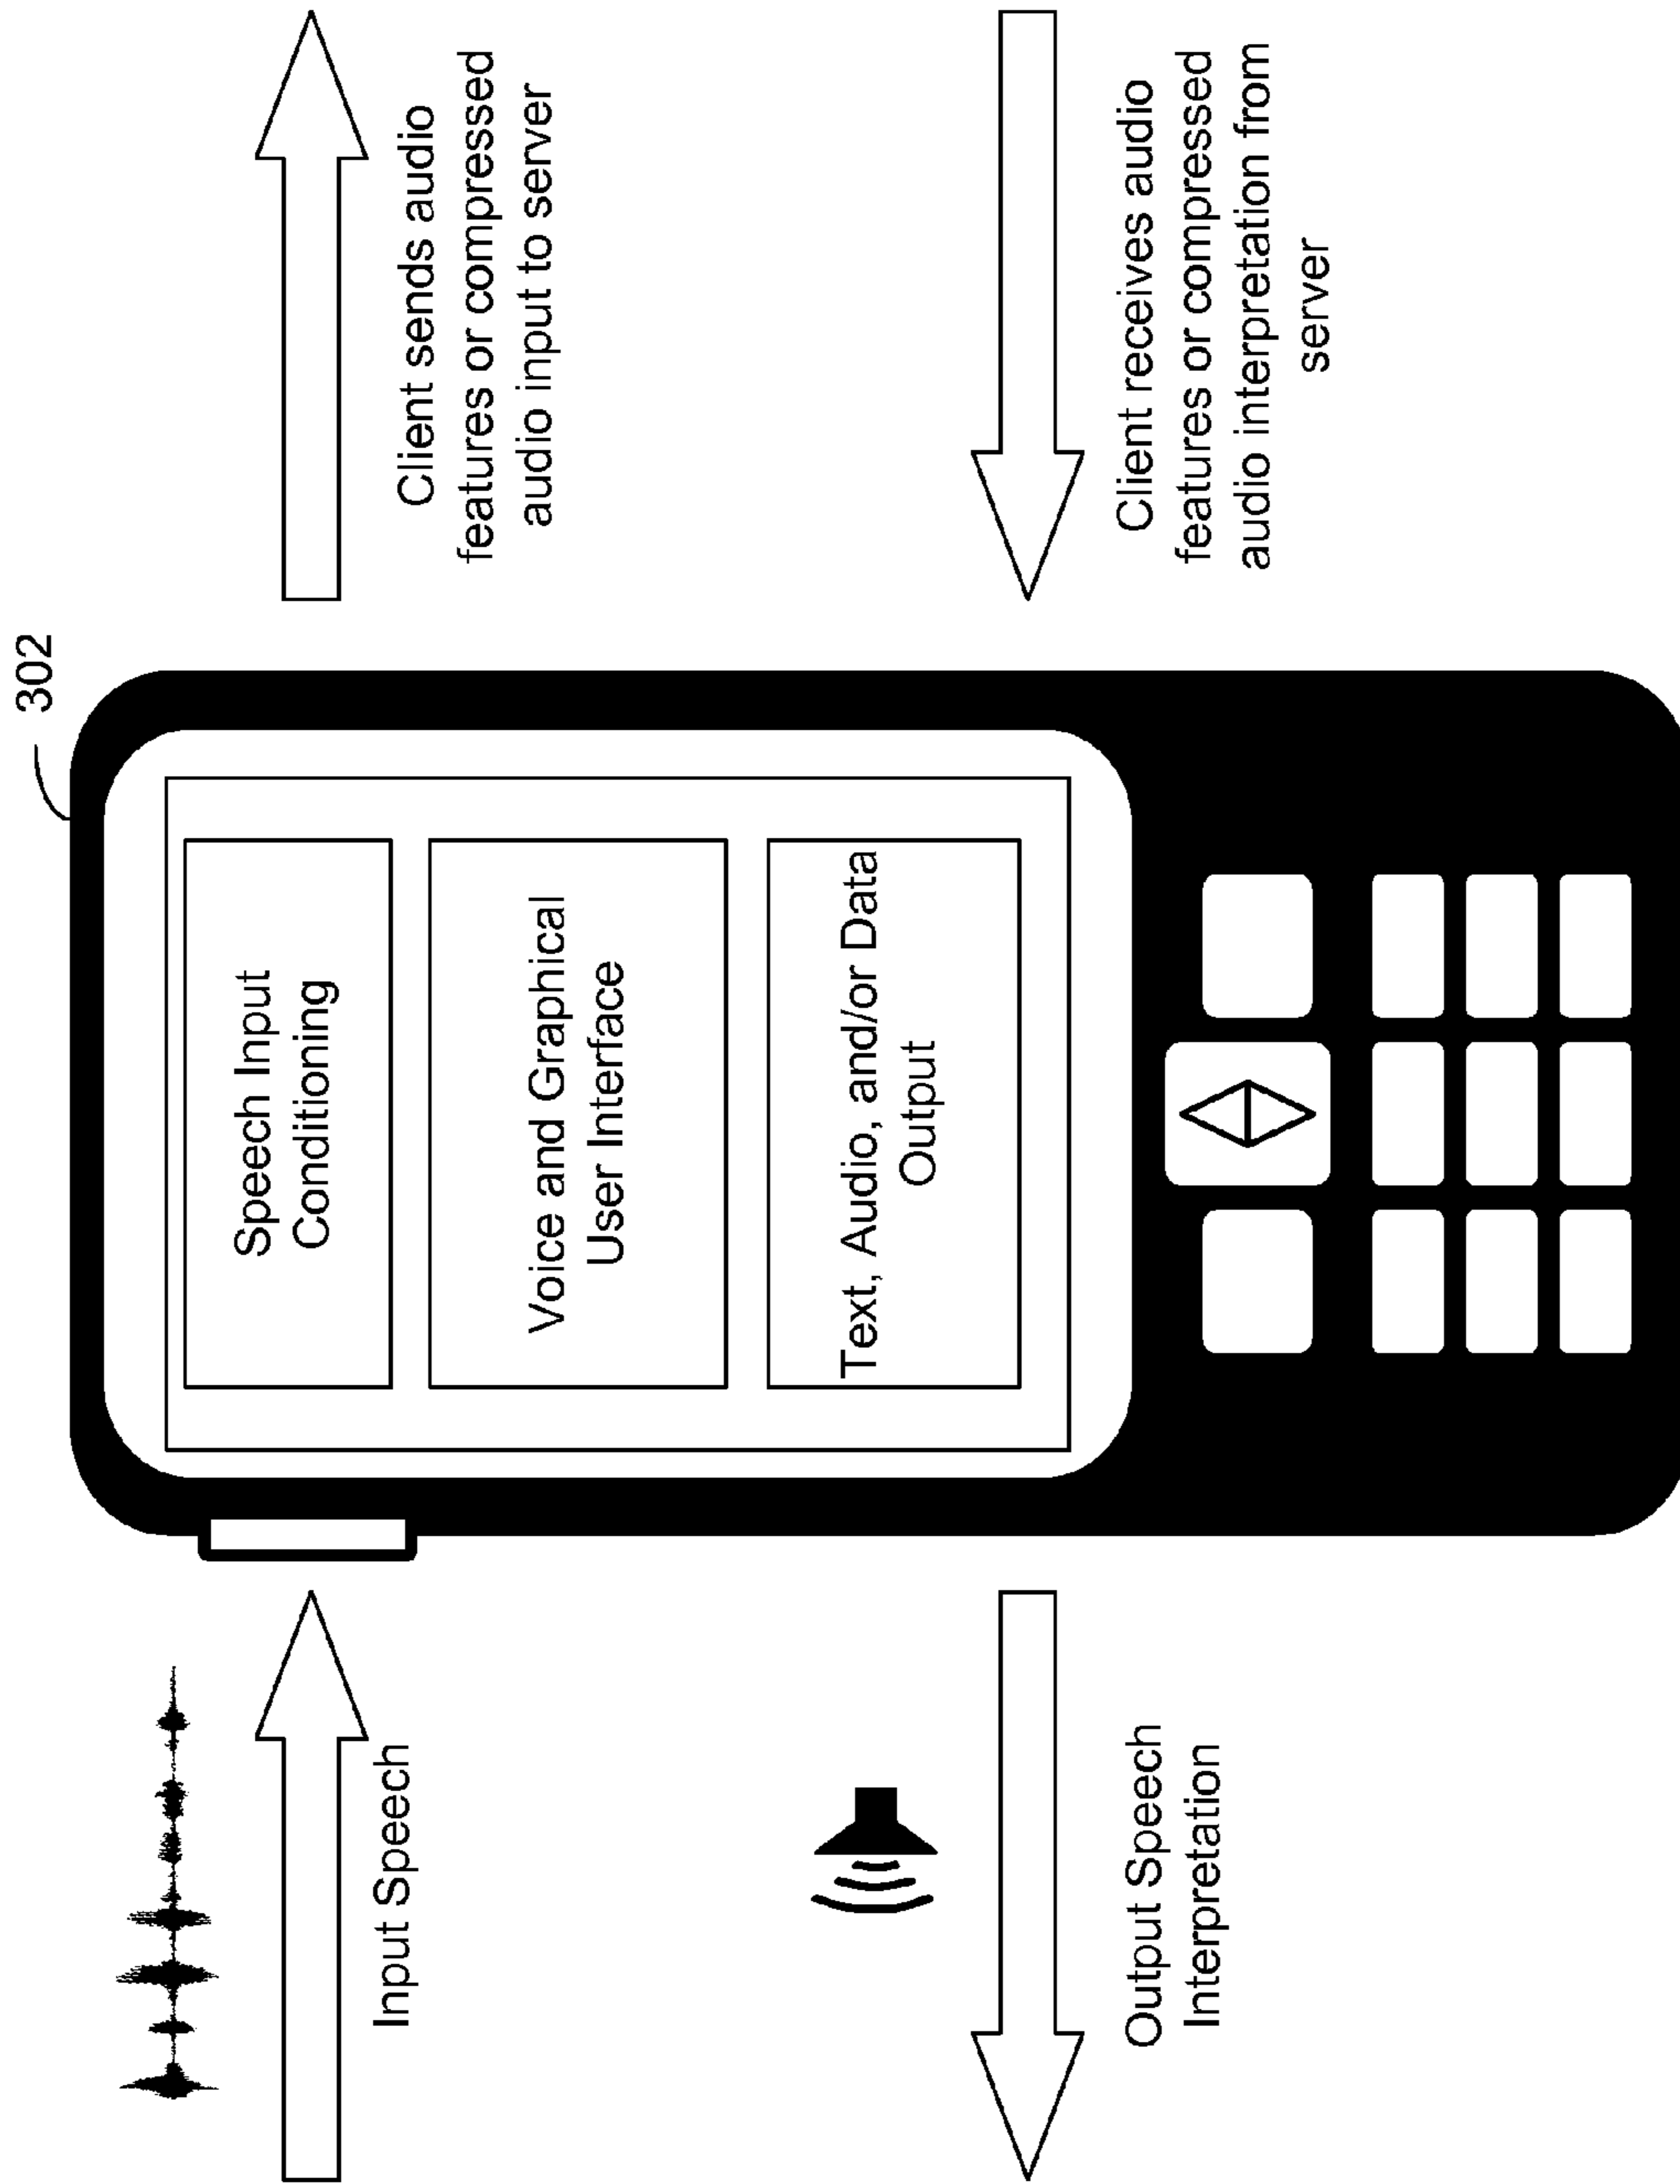 302
Input Speech
Speech Input
Conditioning
Client sends audio
features or compressed
audio input to server
Voice and Graphical
User Interface
Text, Audio, and/or Data
Output
Output Speech
Interpretation
Client receives audio
features or compressed
audio interpretation from
server